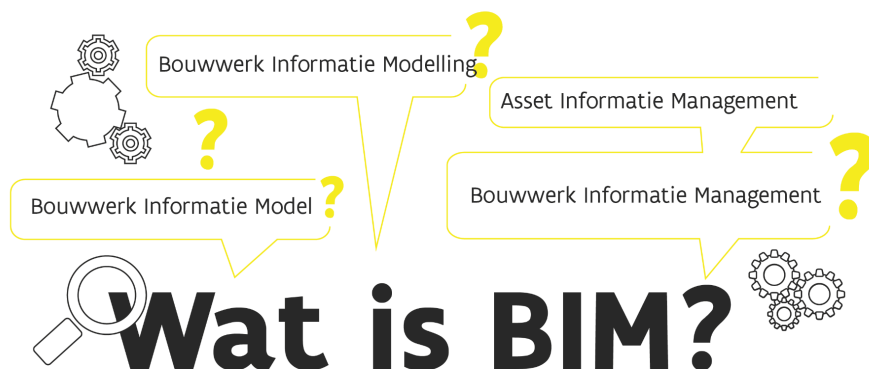 Bouwwerk Informatie Modelling ?
Asset Informatie Management
?
Bouwwerk Informatie Model ?
Bouwwerk Informatie Management ?
Wat is BIM?